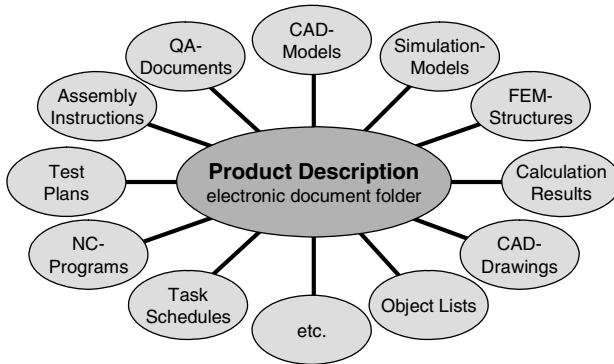 CAD-
Models
Simulation-
Models
FEM-
Structures
Calculation
Results
CAD-
Drawings
Object Lists
etc.
Task
Schedules
NC-
Programs
Test
Plans
Assembly
Instructions
QA-
Documents
Product Description
electronic document folder